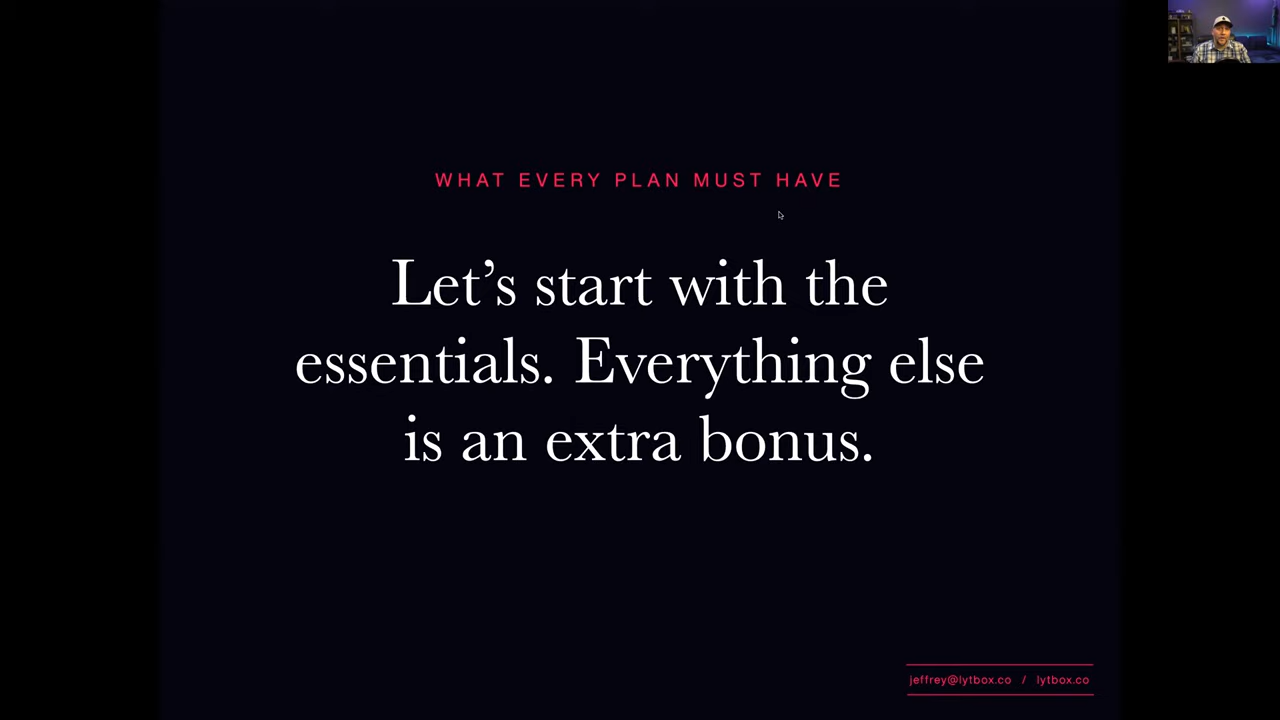 WHAT EVERY PLAN MUST HAVE
Let’s start with the
essentials. Everything else
is an extra bonus.
jeffrey@lytbox.co / lytbox.co